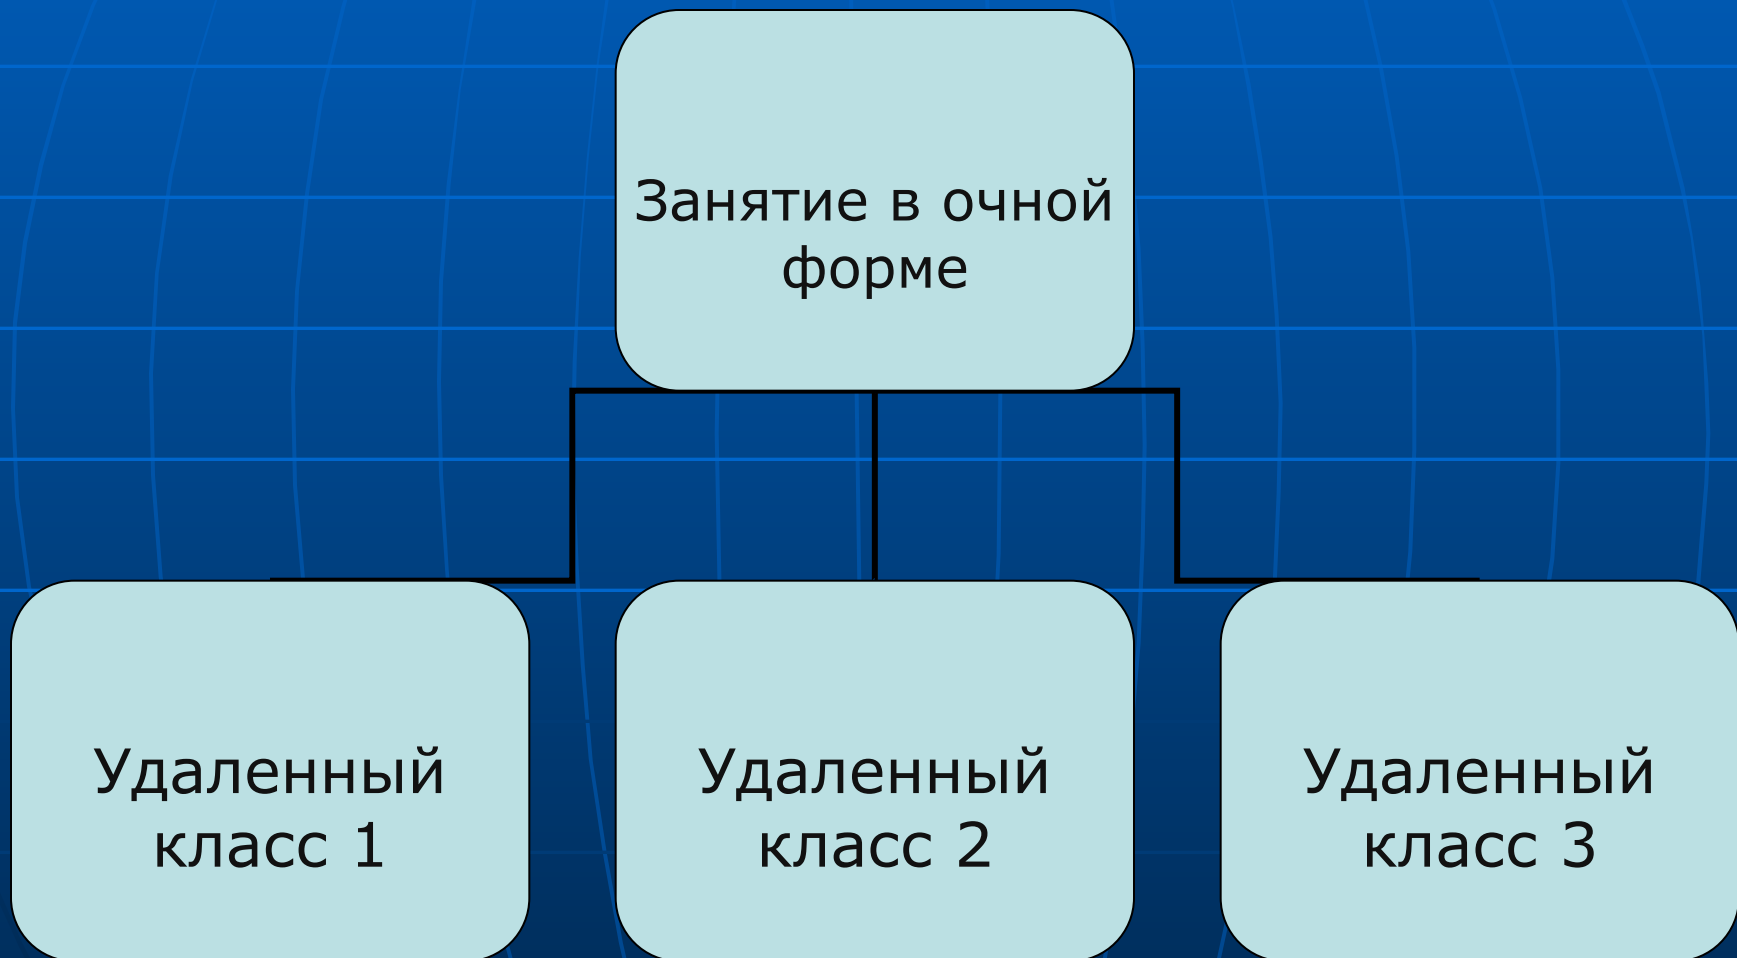 Занятие в очной
форме
Удаленный
класс 1
Удаленный
класс 2
Удаленный
класс 3